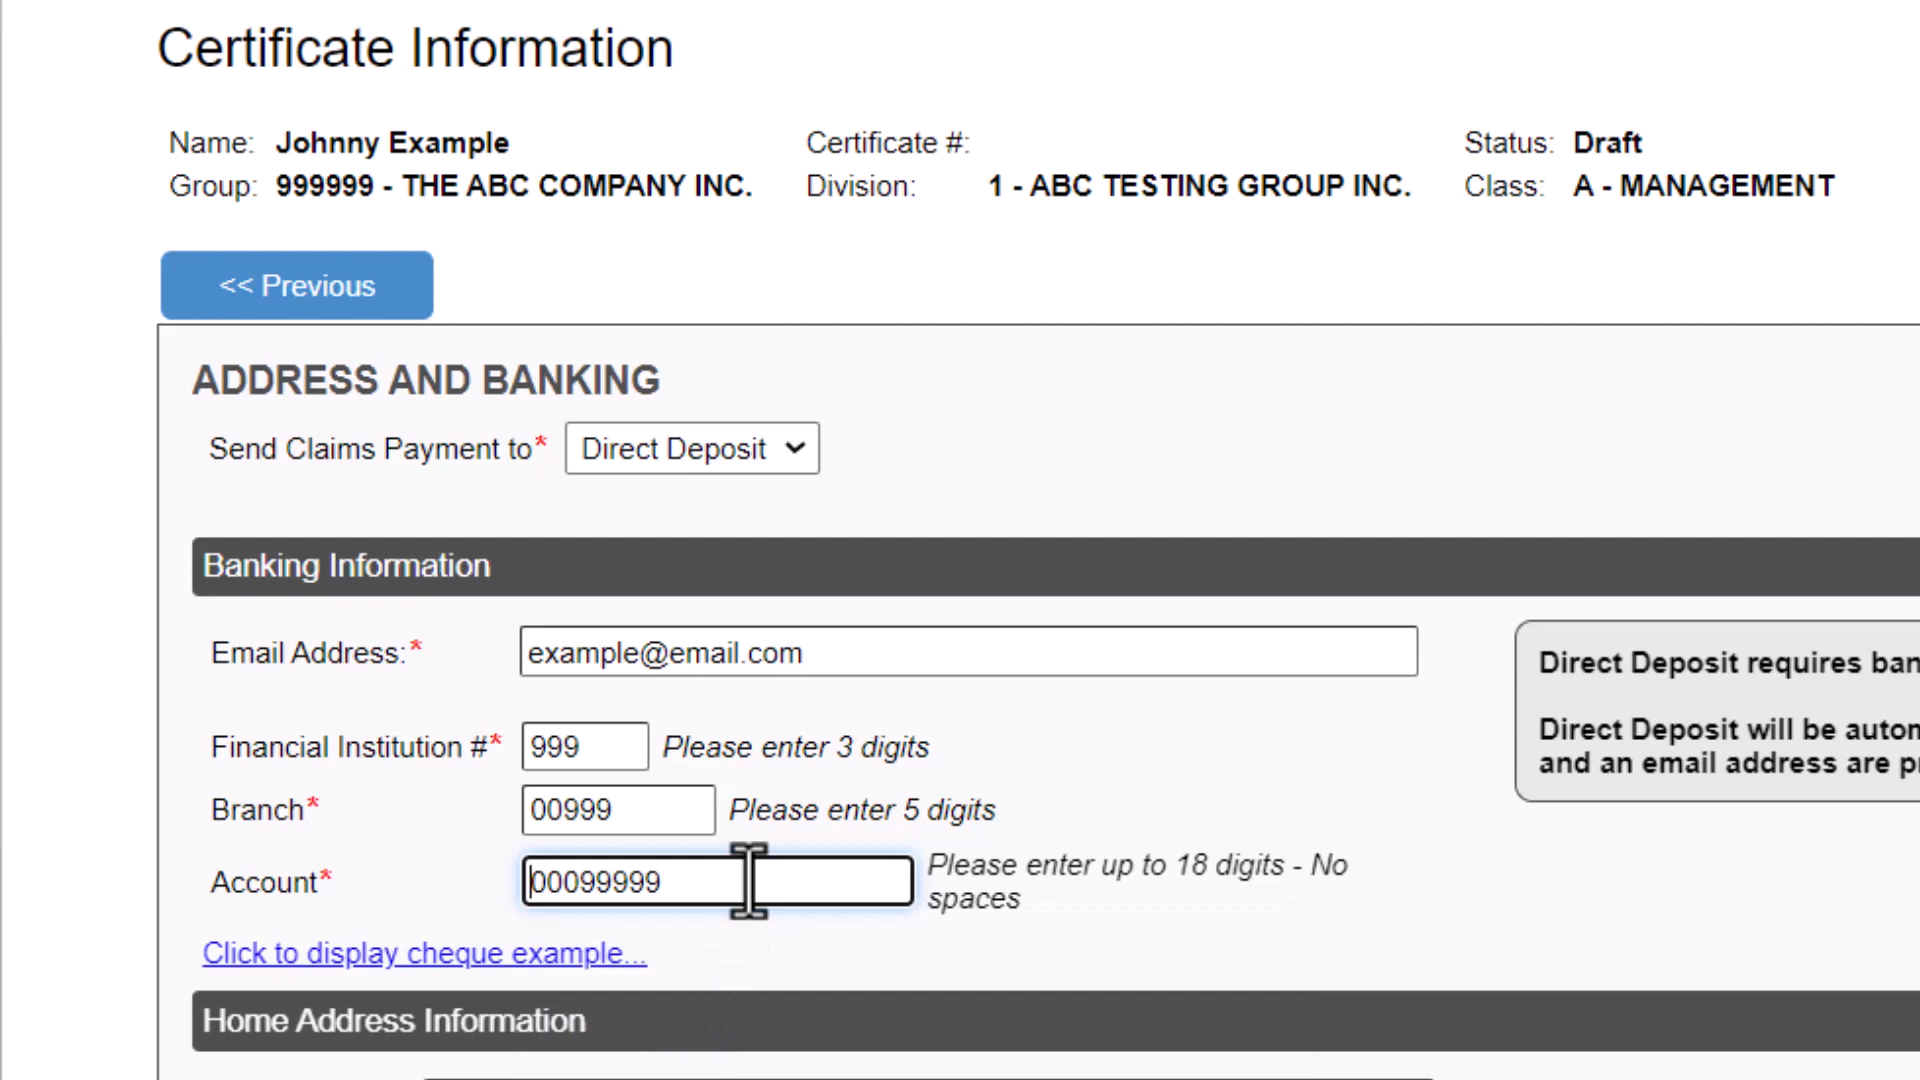 Certificate Information
Name: Johnny Example Certificate #: Status: Draft
Group: 999999 - THE ABC COMPANY INC. Division: 1 - ABC TESTING GROUP INC. Class: A - MANAGEMENT
<< Previous
ADDRESS AND BANKING
Send Claims Payment to* Direct Deposit
Banking Information
Email Address:* example@email.com
Direct Deposit requires ban
Direct Deposit will be autom
and an email address are p
Financial Institution #* 999 Please enter 3 digits
Branch* 00999 Please enter 5 digits
Account* 00099999 Please enter up to 18 digits - No
spaces
Click to display cheque example...
Home Address Information